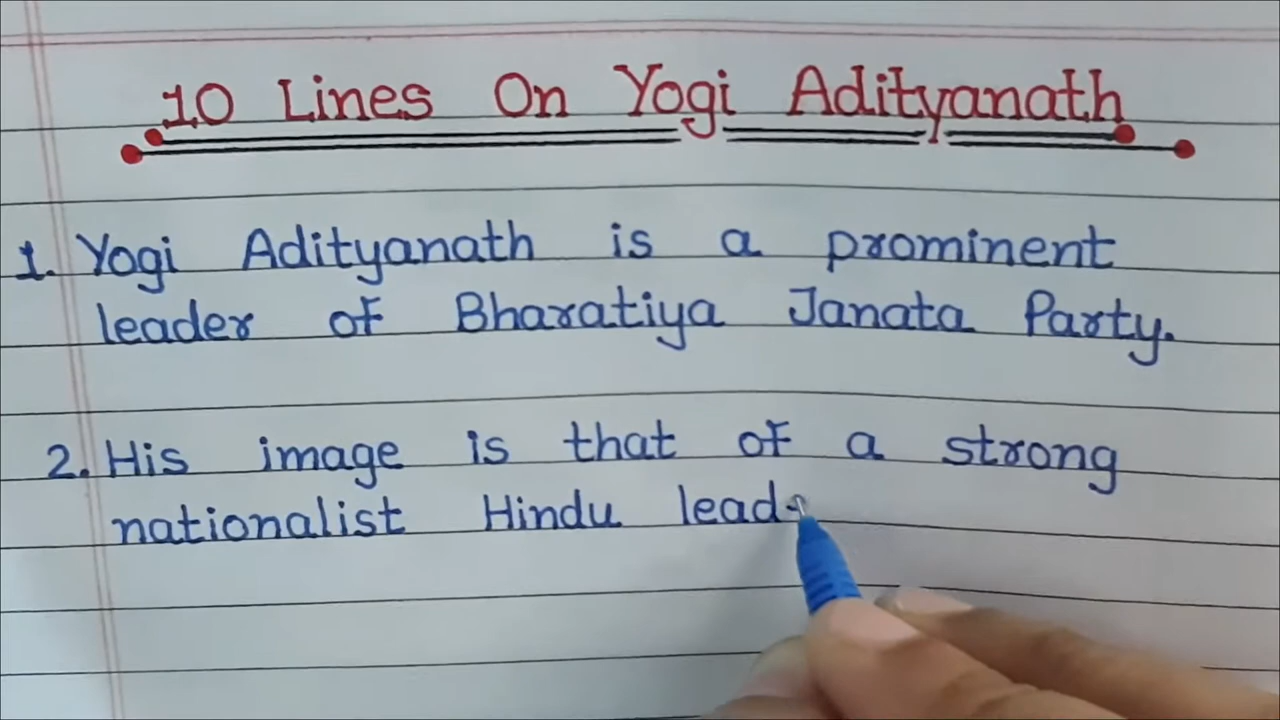 10 Lines On Yogi Adityanath
1. Yogi Adityanath is a prominent
leader of Bharatiya Janata Party.
2. His image is that of a strong
nationalist Hindu lead